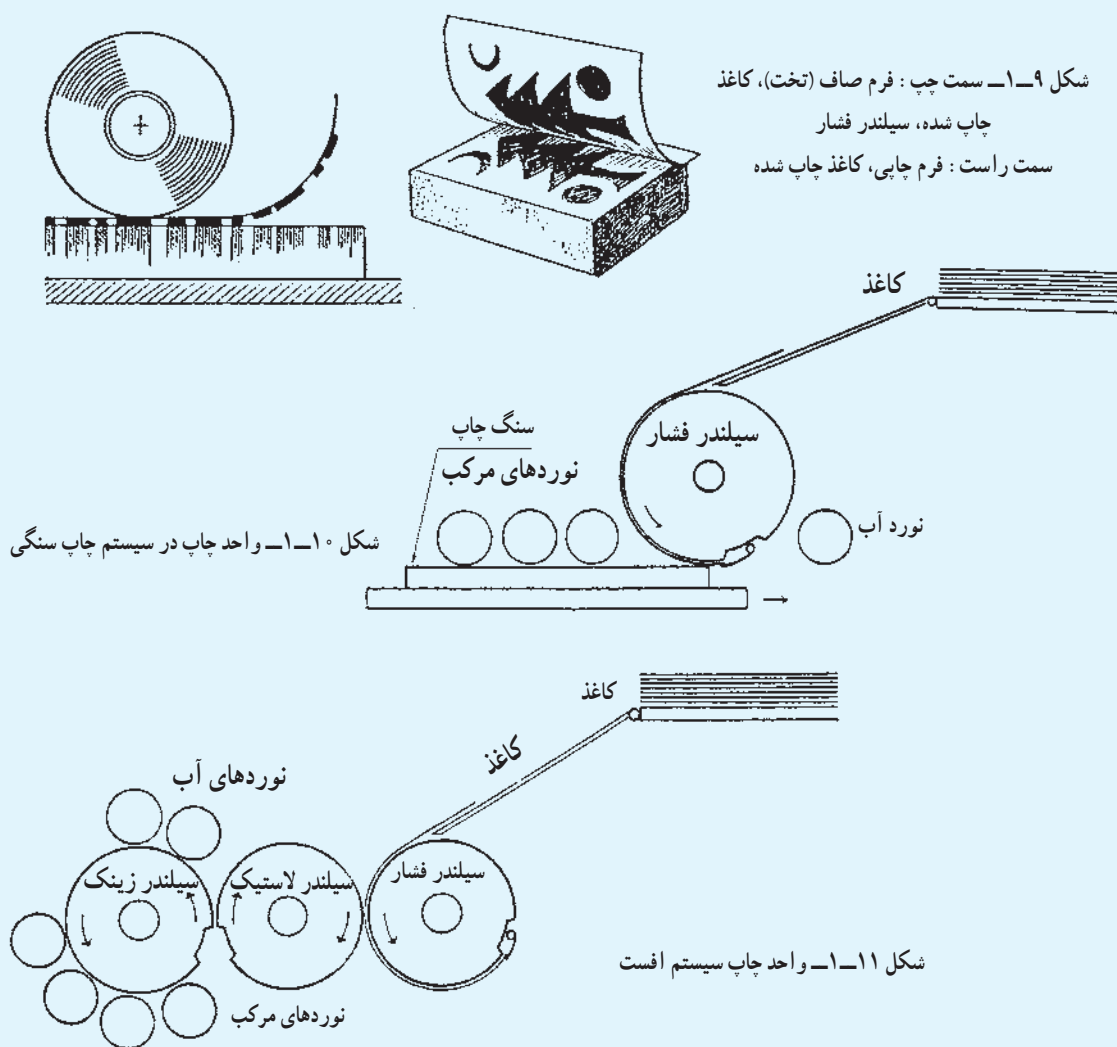 شکل ۹ــ۱ــ سمت چپ : فرم صاف (تخت)، کاغذ
چاپ شده، سیلندر فشار
سمت راست : فرم چاپی، کاغذ چاپ شده
کاغذ
سیلندر فشار
سنگ چاپ
نوردهای مرکب
نورد آب
شکل ۱۰ــ۱ــ واحد چاپ در سیستم چاپ سنگی
کاغذ
کاغذ
نوردهای آب
سیلندر فشار
سیلندر لاستیک
سیلندر زینک
شکل ۱۱ــ۱ــ واحد چاپ سیستم افست
نوردهای مرکب